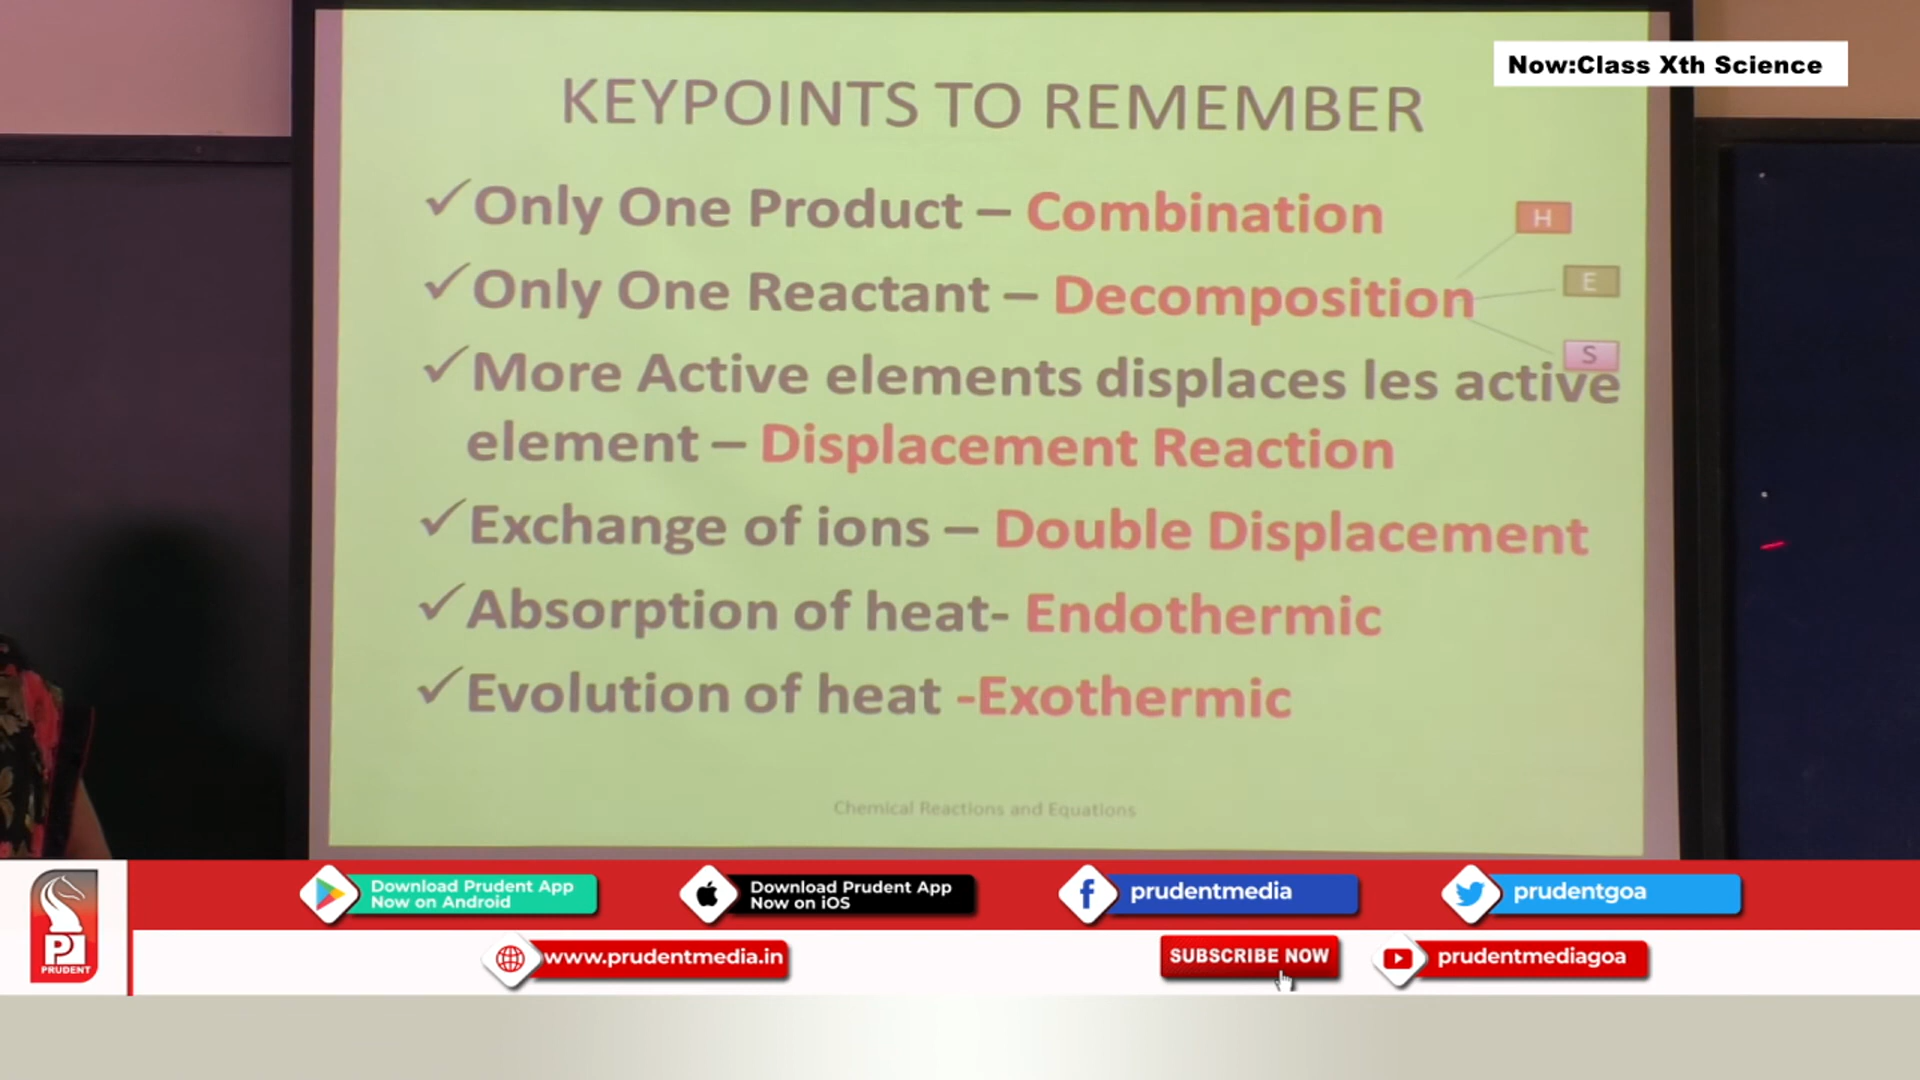 Now:Class Xth Science
KEYPOINTS TO REMEMBER
✓Only One Product – Combination
H
✓Only One Reactant – Decomposition
E
S
✓More Active elements displaces les active
element – Displacement Reaction
✓Exchange of ions – Double Displacement
✓Absorption of heat- Endothermic
✓Evolution of heat -Exothermic
Chemical Reactions and Equations
Download Prudent App
Now on Android
Download Prudent App
Now on iOS
prudentmedia
prudentgoa
PRUDENT
www.prudentmedia.in
SUBSCRIBE NOW
prudentmediagoa